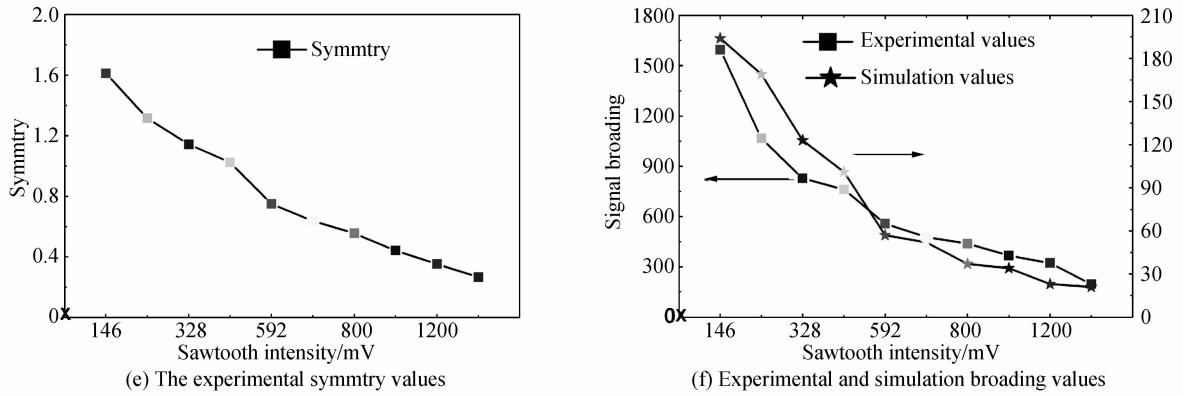 2.0
1.6
1.2
0.8
0.4
0
x
Symmtry
Symmtry
146 328 592 800 1200
Sawtooth intensity/mV
(e) The experimental symmtry values
1800
1500
1200
900
600
300
0x
Signal broading
Experimental values
Simulation values
210
180
150
120
90
60
30
0
146 328 592 800 1200
Sawtooth intensity/mV
(f) Experimental and simulation broading values